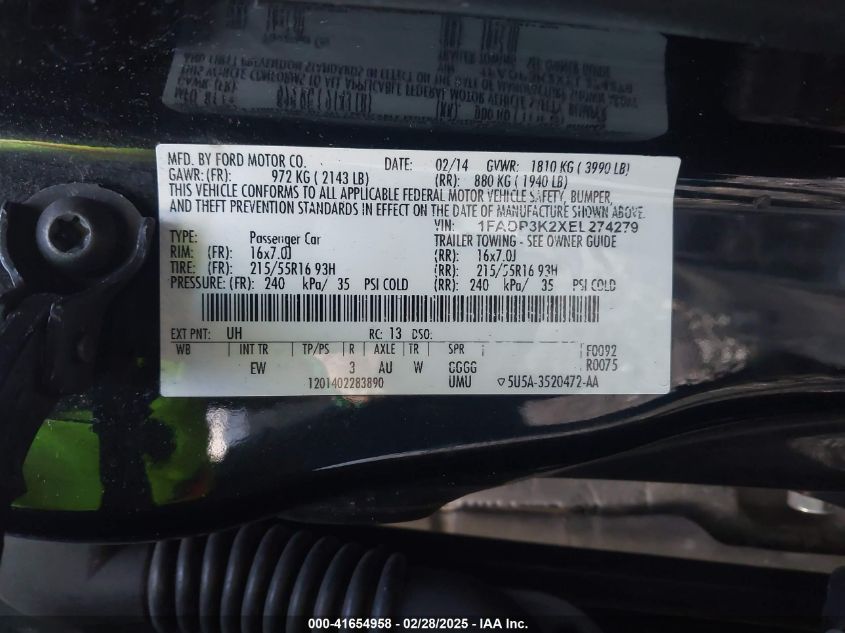 MFD. BY FORD MOTOR CO. DATE: 02/14 GVWR: 1810 KG ( 3990 LB)
GAWR: (FR): 972 KG ( 2143 LB) (RR): 880 KG ( 1940 LB)
THIS VEHICLE CONFORMS TO ALL APPLICABLE FEDERAL MOTOR VEHICLE SAFETY, BUMPER,
AND THEFT PREVENTION STANDARDS IN EFFECT ON THE DATE OF MANUFACTURE SHOWN ABOVE.
VIN: 1FADP3K2XEL274279
TYPE: Passenger Car TRAILER TOWING - SEE OWNER GUIDE
RIM: (FR): 16x7.0J (RR): 16x7.0J
TIRE: (FR): 215/55R16 93H (RR): 215/55R16 93H
PRESSURE: (FR): 240 kPa/ 35 PSI COLD (RR): 240 kPa/ 35 PSI COLD
EXT PNT: UH RC: 13 DSO:
WB INT TR TP/PS R AXLE TR SPR F0092
EW 3 AU W GGGG R0075
1201402283890 UMU 5U5A-3520472-AA
000-41654958 - 02/28/2025 - IAA Inc.